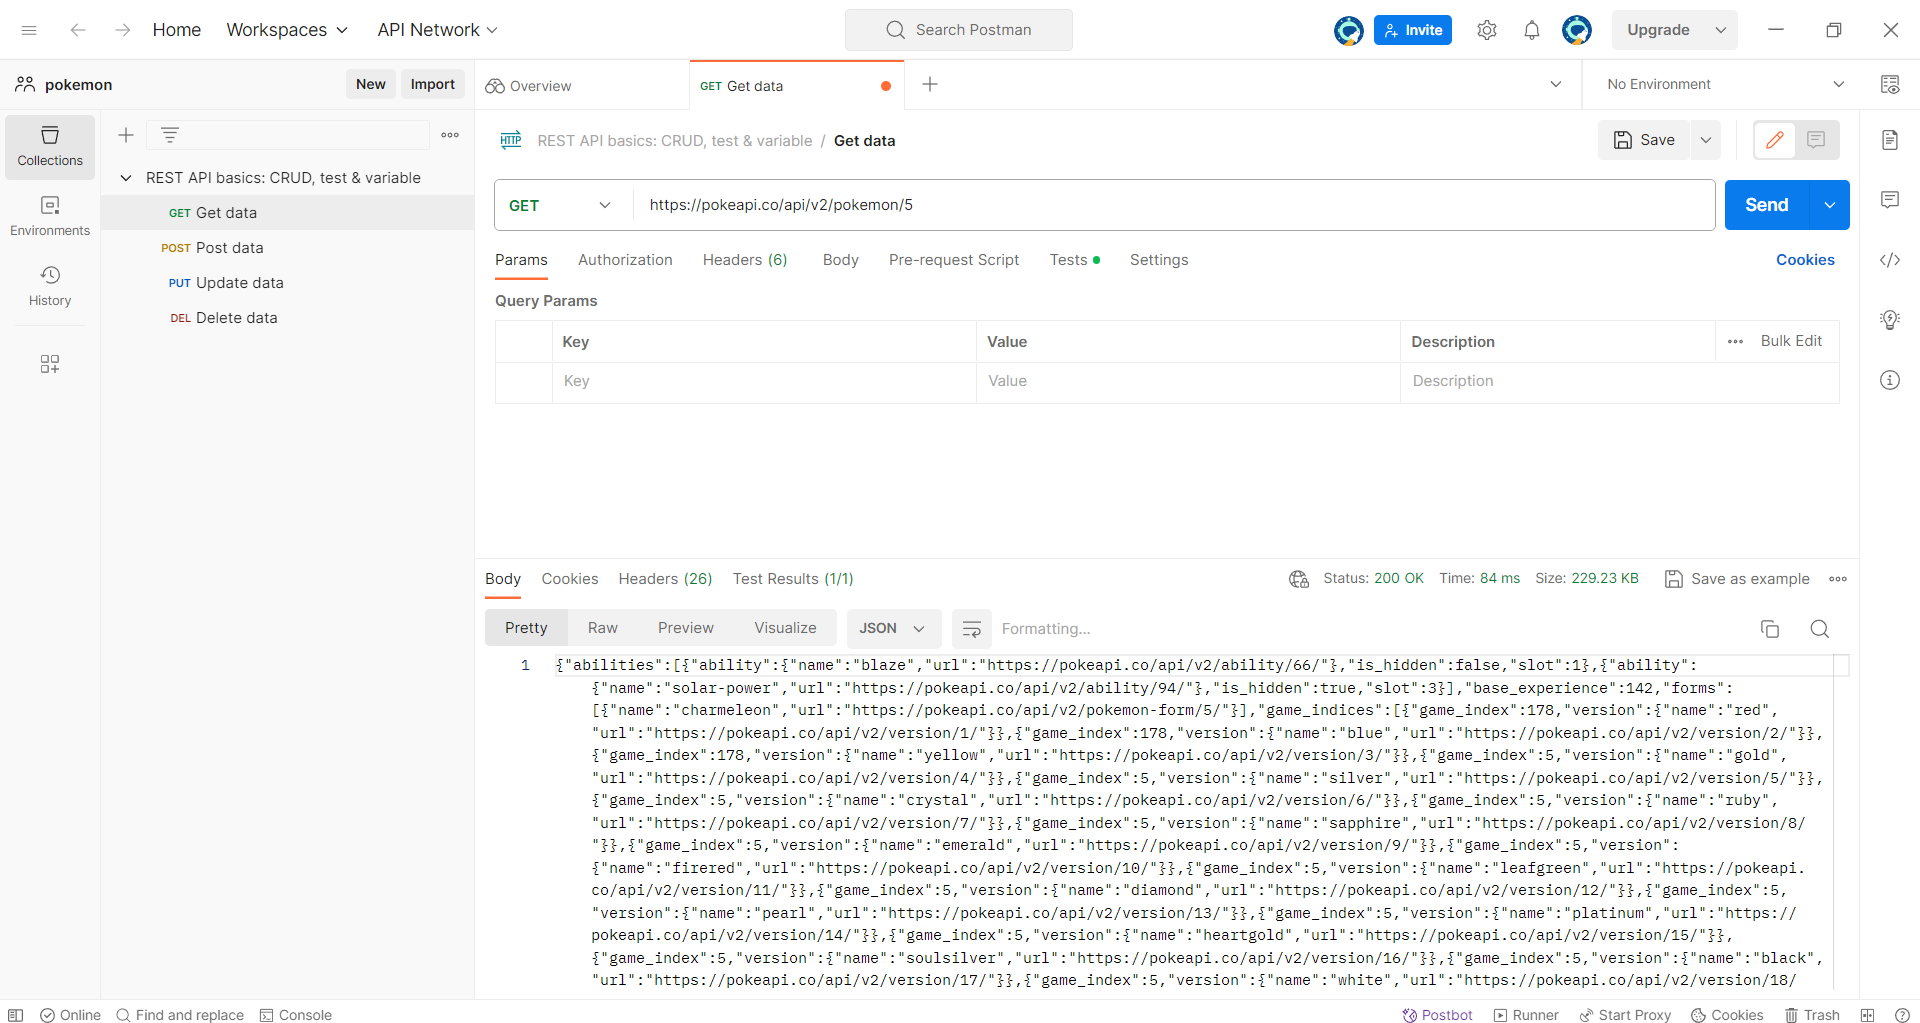 Home Workspaces API Network Search Postman Invite Upgrade
pokemon New Import Overview GET Get data No Environment
Collections
Environments
History
REST API basics: CRUD, test & variable
GET Get data
POST Post data
PUT Update data
DEL Delete data
HTTP REST API basics: CRUD, test & variable / Get data Save
GET https://pokeapi.co/api/v2/pokemon/5 Send
Params Authorization Headers (6) Body Pre-request Script Tests Settings Cookies
Query Params
Key Value Description Bulk Edit
Key Value Description
Body Cookies Headers (26) Test Results (1/1) Status: 200 OK Time: 84 ms Size: 229.23 KB Save as example
Pretty Raw Preview Visualize JSON Formatting...
1 {"abilities":[{"ability":{"name":"blaze","url":"https://pokeapi.co/api/v2/ability/66/"},"is_hidden":false,"slot":1},{"ability":
{"name":"solar-power","url":"https://pokeapi.co/api/v2/ability/94/"},"is_hidden":true,"slot":3}],"base_experience":142,"forms":
[{"name":"charmeleon","url":"https://pokeapi.co/api/v2/pokemon-form/5/"}],"game_indices":[{"game_index":178,"version":{"name":"red",
"url":"https://pokeapi.co/api/v2/version/1/"}},{"game_index":178,"version":{"name":"blue","url":"https://pokeapi.co/api/v2/version/2/"}},
{"game_index":178,"version":{"name":"yellow","url":"https://pokeapi.co/api/v2/version/3/"}},{"game_index":5,"version":{"name":"gold",
"url":"https://pokeapi.co/api/v2/version/4/"}},{"game_index":5,"version":{"name":"silver","url":"https://pokeapi.co/api/v2/version/5/"}},
{"game_index":5,"version":{"name":"crystal","url":"https://pokeapi.co/api/v2/version/6/"}},{"game_index":5,"version":{"name":"ruby",
"url":"https://pokeapi.co/api/v2/version/7/"}},{"game_index":5,"version":{"name":"sapphire","url":"https://pokeapi.co/api/v2/version/8/
"}},{"game_index":5,"version":{"name":"emerald","url":"https://pokeapi.co/api/v2/version/9/"}},{"game_index":5,"version":
{"name":"firered","url":"https://pokeapi.co/api/v2/version/10/"}},{"game_index":5,"version":{"name":"leafgreen","url":"https://pokeapi.
co/api/v2/version/11/"}},{"game_index":5,"version":{"name":"diamond","url":"https://pokeapi.co/api/v2/version/12/"}},{"game_index":5,
"version":{"name":"pearl","url":"https://pokeapi.co/api/v2/version/13/"}},{"game_index":5,"version":{"name":"platinum","url":"https://
pokeapi.co/api/v2/version/14/"}},{"game_index":5,"version":{"name":"heartgold","url":"https://pokeapi.co/api/v2/version/15/"}},
{"game_index":5,"version":{"name":"soulsilver","url":"https://pokeapi.co/api/v2/version/16/"}},{"game_index":5,"version":{"name":"black",
"url":"https://pokeapi.co/api/v2/version/17/"}},{"game_index":5,"version":{"name":"white","url":"https://pokeapi.co/api/v2/version/18/
Online Find and replace Console Postbot Runner Start Proxy Cookies Trash